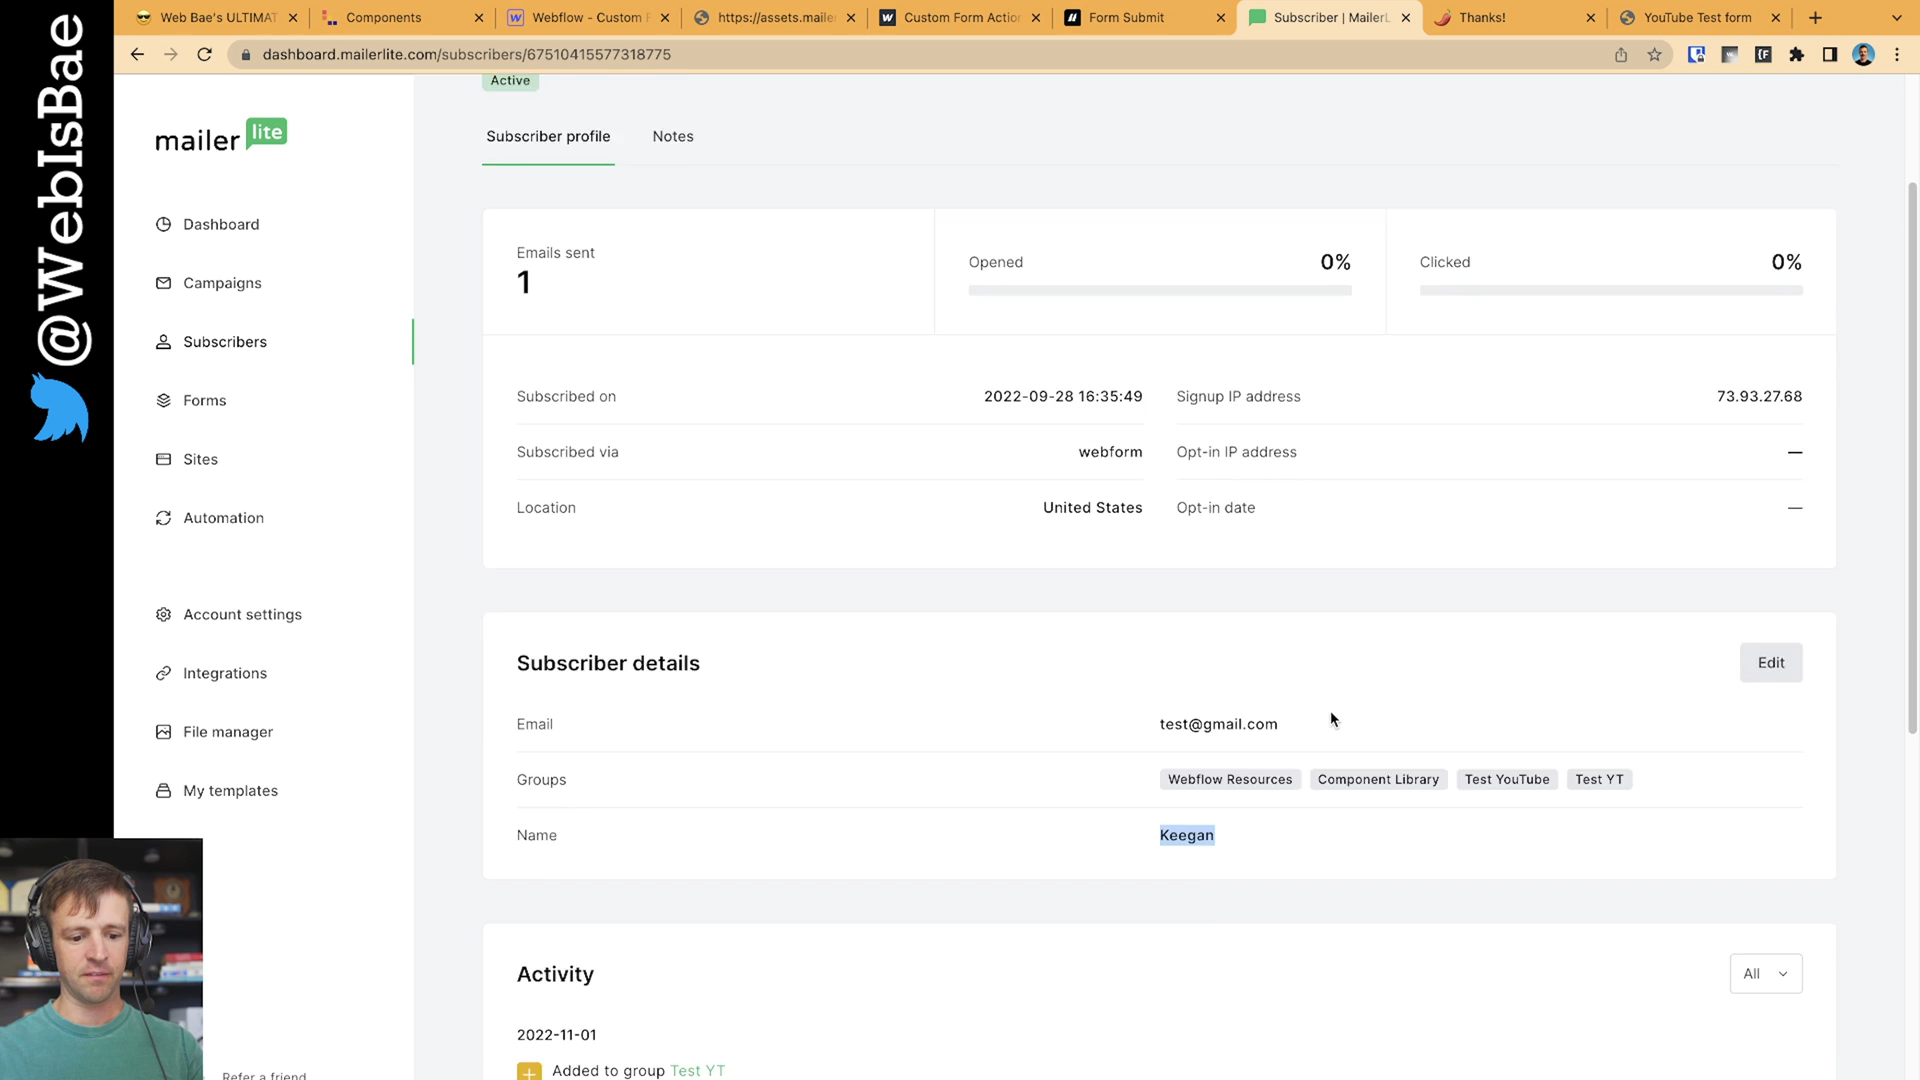 Web Bae's ULTIMAT
Components
Webflow - Custom F
https://assets.mailer
Custom Form Action
Form Submit
Subscriber | MailerL
Thanks!
YouTube Test form
dashboard.mailerlite.com/subscribers/67510415577318775
@WebIsBae
mailer lite
Dashboard
Campaigns
Subscribers
Forms
Sites
Automation
Account settings
Integrations
File manager
My templates
Refer a friend
Active
Subscriber profile
Notes
Emails sent
1
Opened
0%
Clicked
0%
Subscribed on
2022-09-28 16:35:49
Signup IP address
73.93.27.68
Subscribed via
webform
Opt-in IP address
—
Location
United States
Opt-in date
—
Subscriber details
Edit
Email
test@gmail.com
Groups
Webflow Resources
Component Library
Test YouTube
Test YT
Name
Keegan
Activity
All
2022-11-01
Added to group Test YT